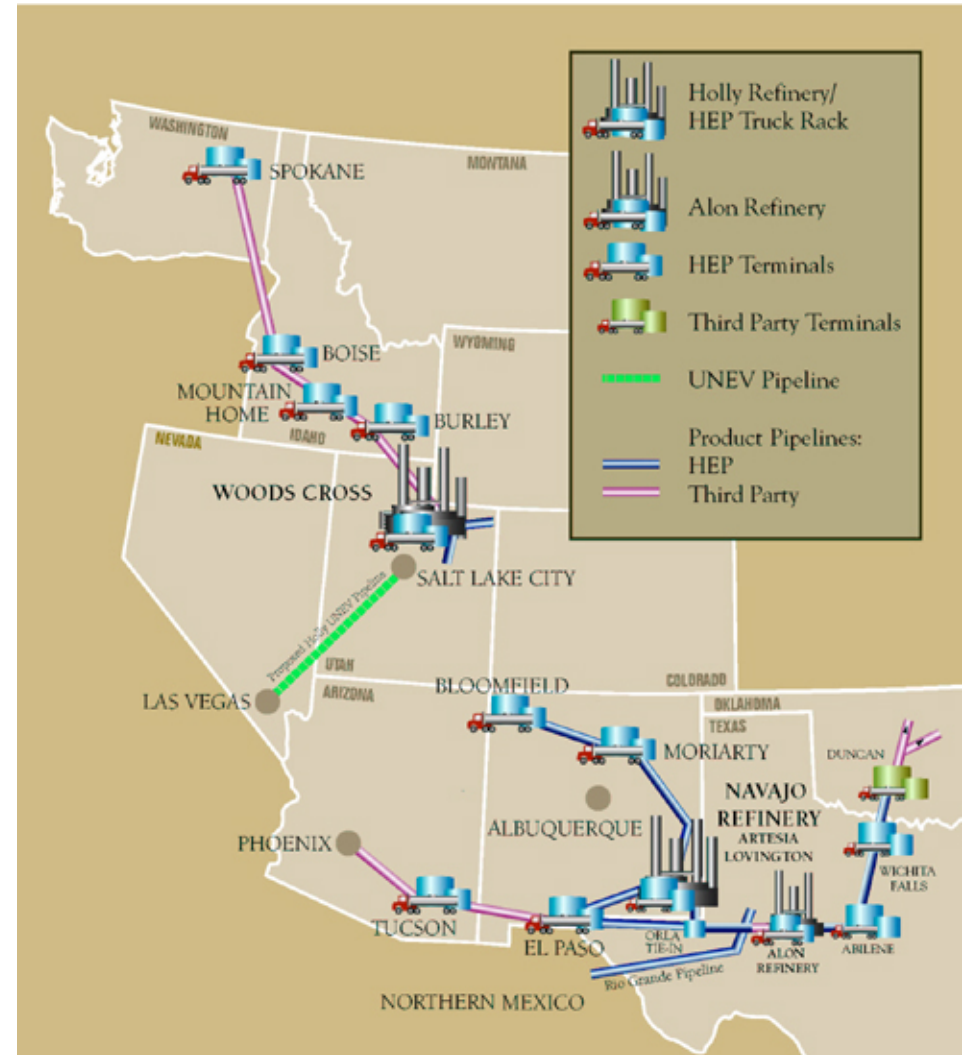 Holly Refinery/
HEP Truck Rack
Alon Refinery
HEP Terminals
Third Party Terminals
UNEV Pipeline
Product Pipelines:
HEP
Third Party
WASHINGTON
SPOKANE
MONTANA
BOISE
WYOMING
MOUNTAIN
HOME
BURLEY
IDAHO
NEVADA
WOODS CROSS
SALT LAKE CITY
Proposed Holly UNEV Pipeline
UTAH
LAS VEGAS
ARIZONA
COLORADO
BLOOMFIELD
OKLAHOMA
TEXAS
MORIARTY
DUNCAN
NAVAJO
REFINERY
ARTESIA
LOVINGTON
ALBUQUERQUE
PHOENIX
WICHITA
FALLS
TUCSON
EL PASO
ORLA
TIE-IN
ALON
REFINERY
ABILENE
Rio Grande Pipeline
NORTHERN MEXICO